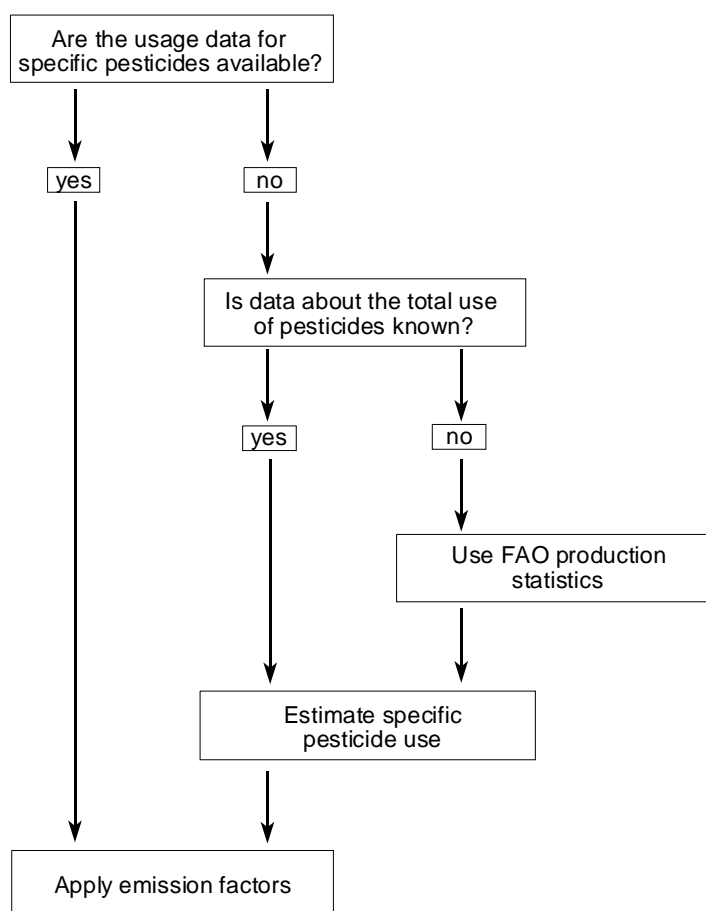 Are the usage data for
specific pesticides available?
yes
no
Is data about the total use
of pesticides known?
yes
no
Use FAO production
statistics
Estimate specific
pesticide use
Apply emission factors